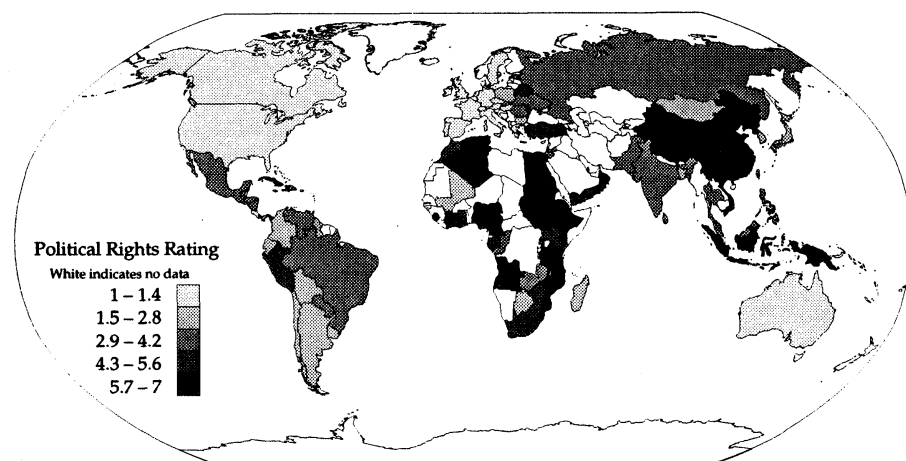 Political Rights Rating
White indicates no data
1 – 1.4
1.5 – 2.8
2.9 – 4.2
4.3 – 5.6
5.7 – 7